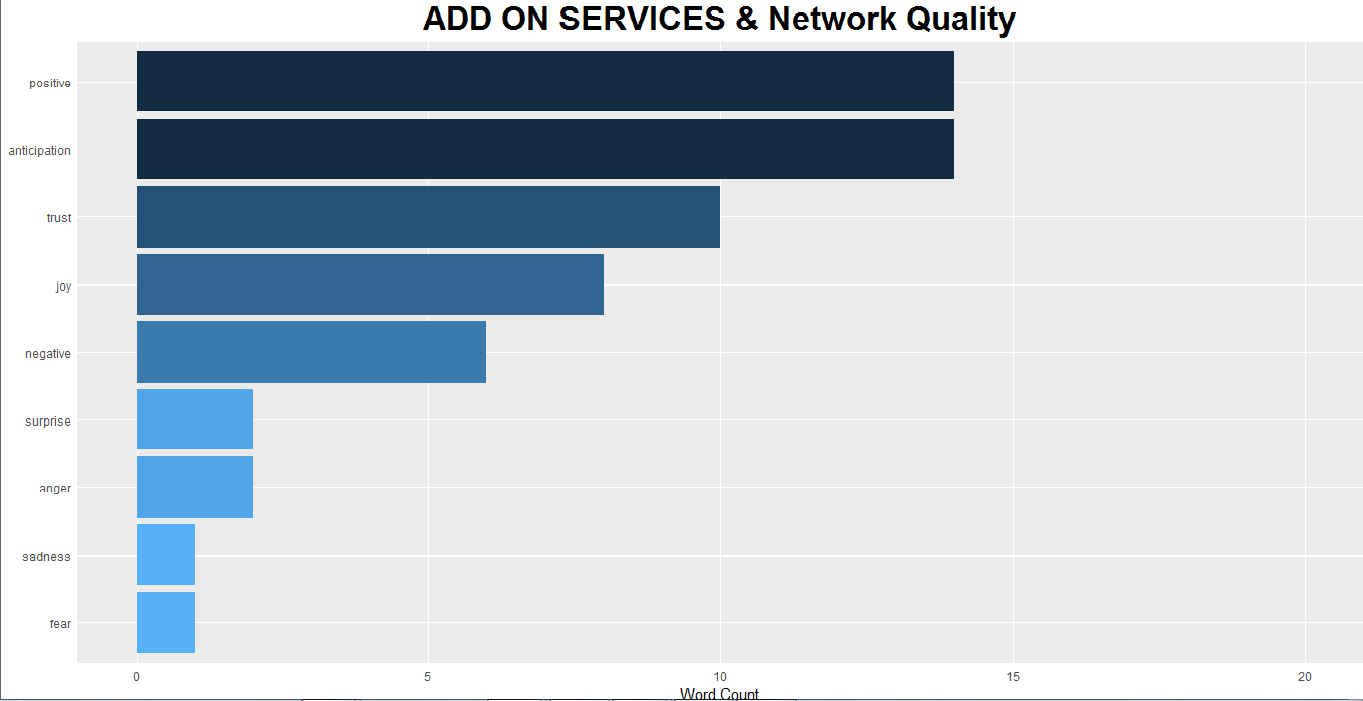 ADD ON SERVICES & Network Quality
positive
anticipation
trust
joy
negative
surprise
anger
sadness
fear
0 5 10 15 20
Word Count